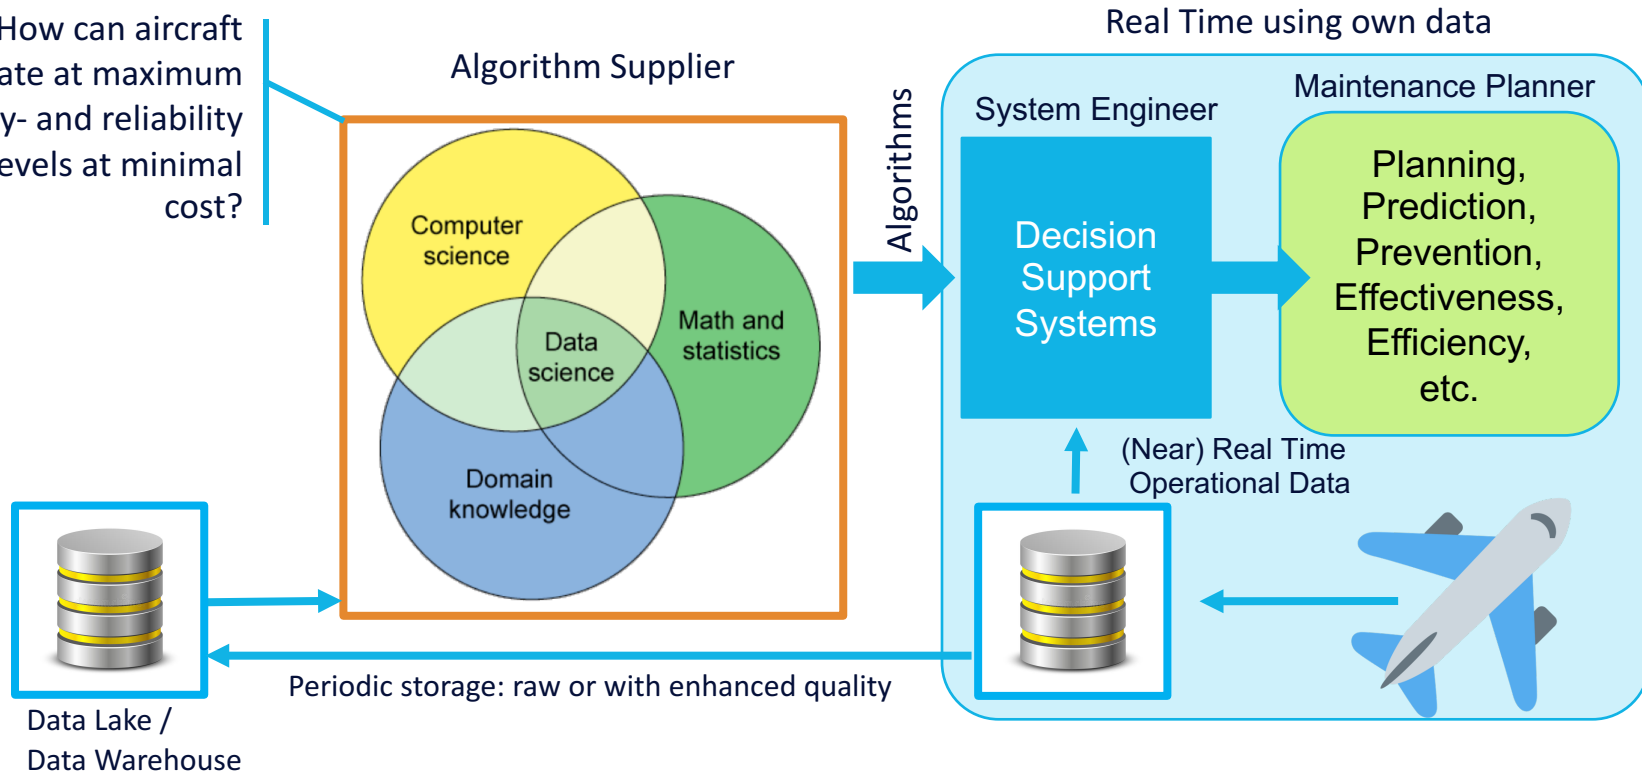 How can aircraft
ate at maximum
y- and reliability
evels at minimal
cost?
Algorithm Supplier
Computer
science
Math and
statistics
Data
science
Domain
knowledge
Algorithms
Real Time using own data
System Engineer
Maintenance Planner
Decision
Support
Systems
Planning,
Prediction,
Prevention,
Effectiveness,
Efficiency,
etc.
(Near) Real Time
Operational Data
Periodic storage: raw or with enhanced quality
Data Lake /
Data Warehouse